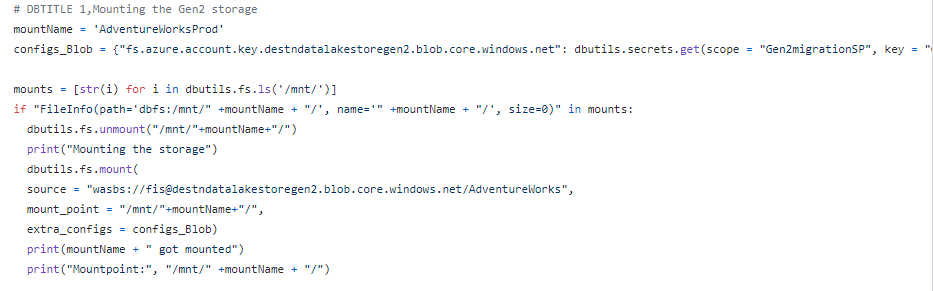 # DBTITLE 1,Mounting the Gen2 storage
mountName = 'AdventureWorksProd'
configs_Blob = {"fs.azure.account.key.destndatalakestoregen2.blob.core.windows.net": dbutils.secrets.get(scope = "Gen2migrationSP", key = "
mounts = [str(i) for i in dbutils.fs.ls('/mnt/')]
if "FileInfo(path='dbfs:/mnt/" +mountName + "/', name='" +mountName + "/', size=0)" in mounts:
  dbutils.fs.unmount("/mnt/"+mountName+"/")
  print("Mounting the storage")
  dbutils.fs.mount(
  source = "wasbs://fis@destndatalakestoregen2.blob.core.windows.net/AdventureWorks",
  mount_point = "/mnt/"+mountName+"/",
  extra_configs = configs_Blob)
  print(mountName + " got mounted")
  print("Mountpoint:", "/mnt/" +mountName + "/")